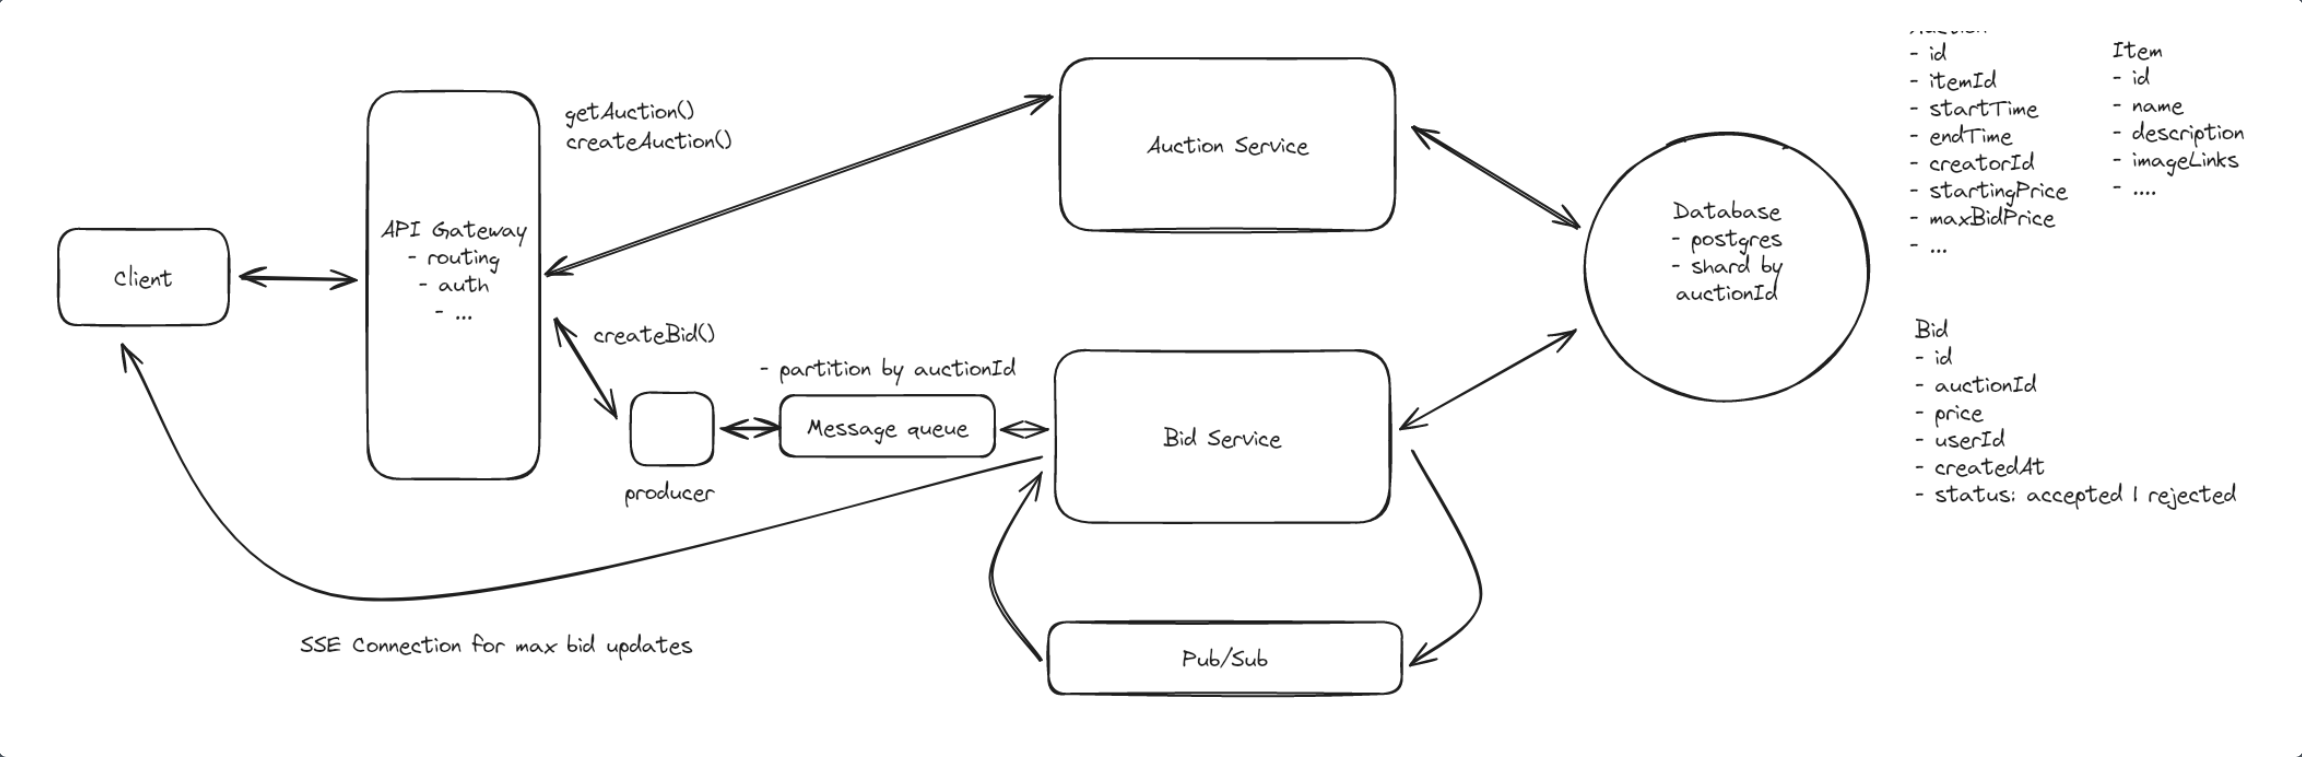 client
API Gateway
- routing
- auth
- ...
getAuction()
createAuction()
createBid()
producer
- partition by auctionId
Message queue
Auction Service
Bid Service
Pub/Sub
SSE Connection for max bid updates
Database
- postgres
- shard by
auctionId
- id
- itemId
- startTime
- endTime
- creatorId
- startingPrice
- maxBidPrice
- ...
Item
- id
- name
- description
- imageLinks
- ....
Bid
- id
- auctionId
- price
- userId
- createdAt
- status: accepted | rejected